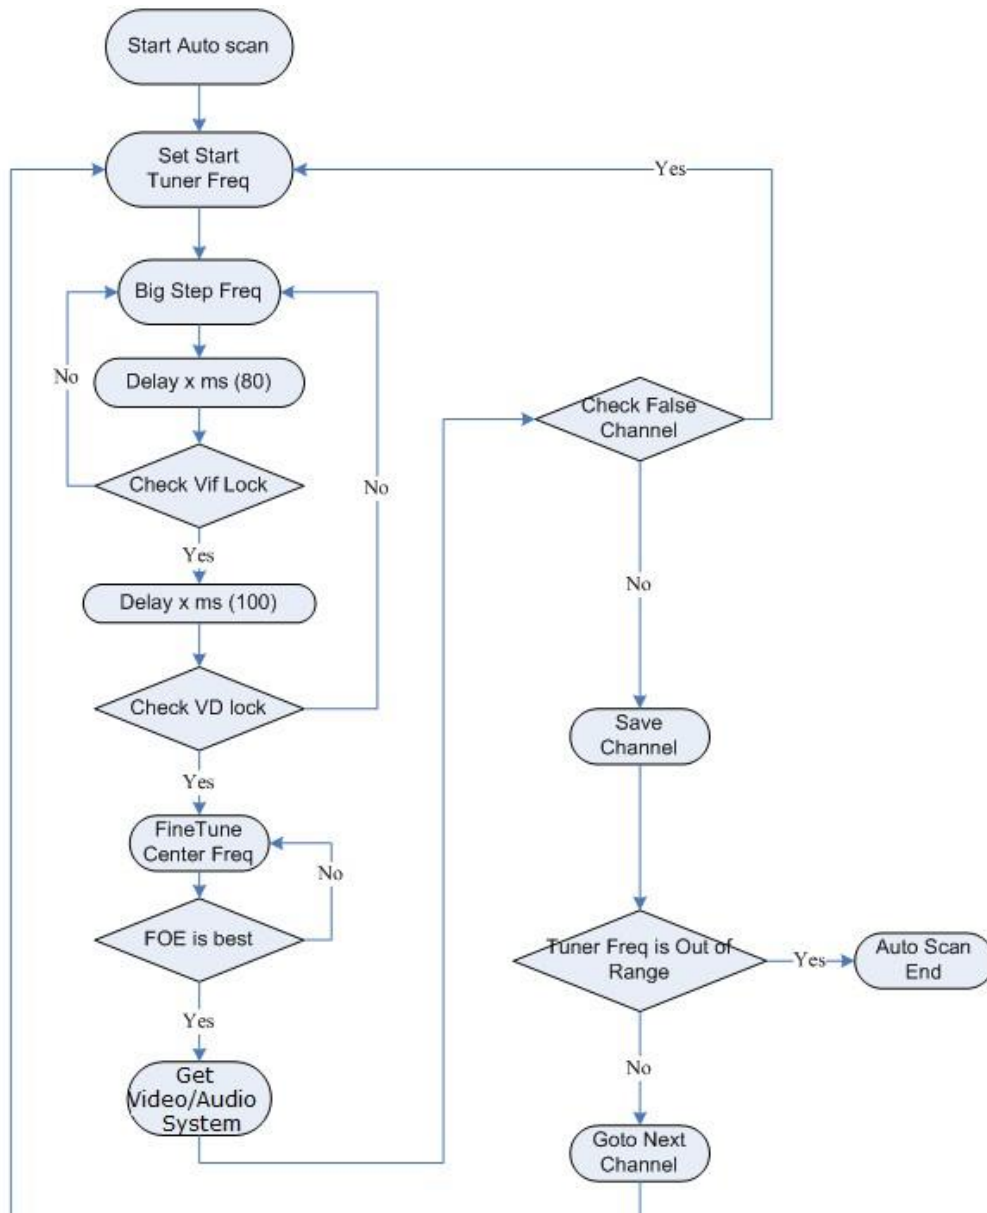 Start Auto scan
Set Start
Tuner Freq
Yes
Big Step Freq
No
Delay x ms (80)
Check Vif Lock
No
Yes
Delay x ms (100)
Check VD lock
Yes
FineTune
Center Freq
No
FOE is best
Yes
Get
Video/Audio
System
Check False
Channel
No
Save
Channel
Tuner Freq is Out of
Range
Yes
Auto Scan
End
No
Goto Next
Channel